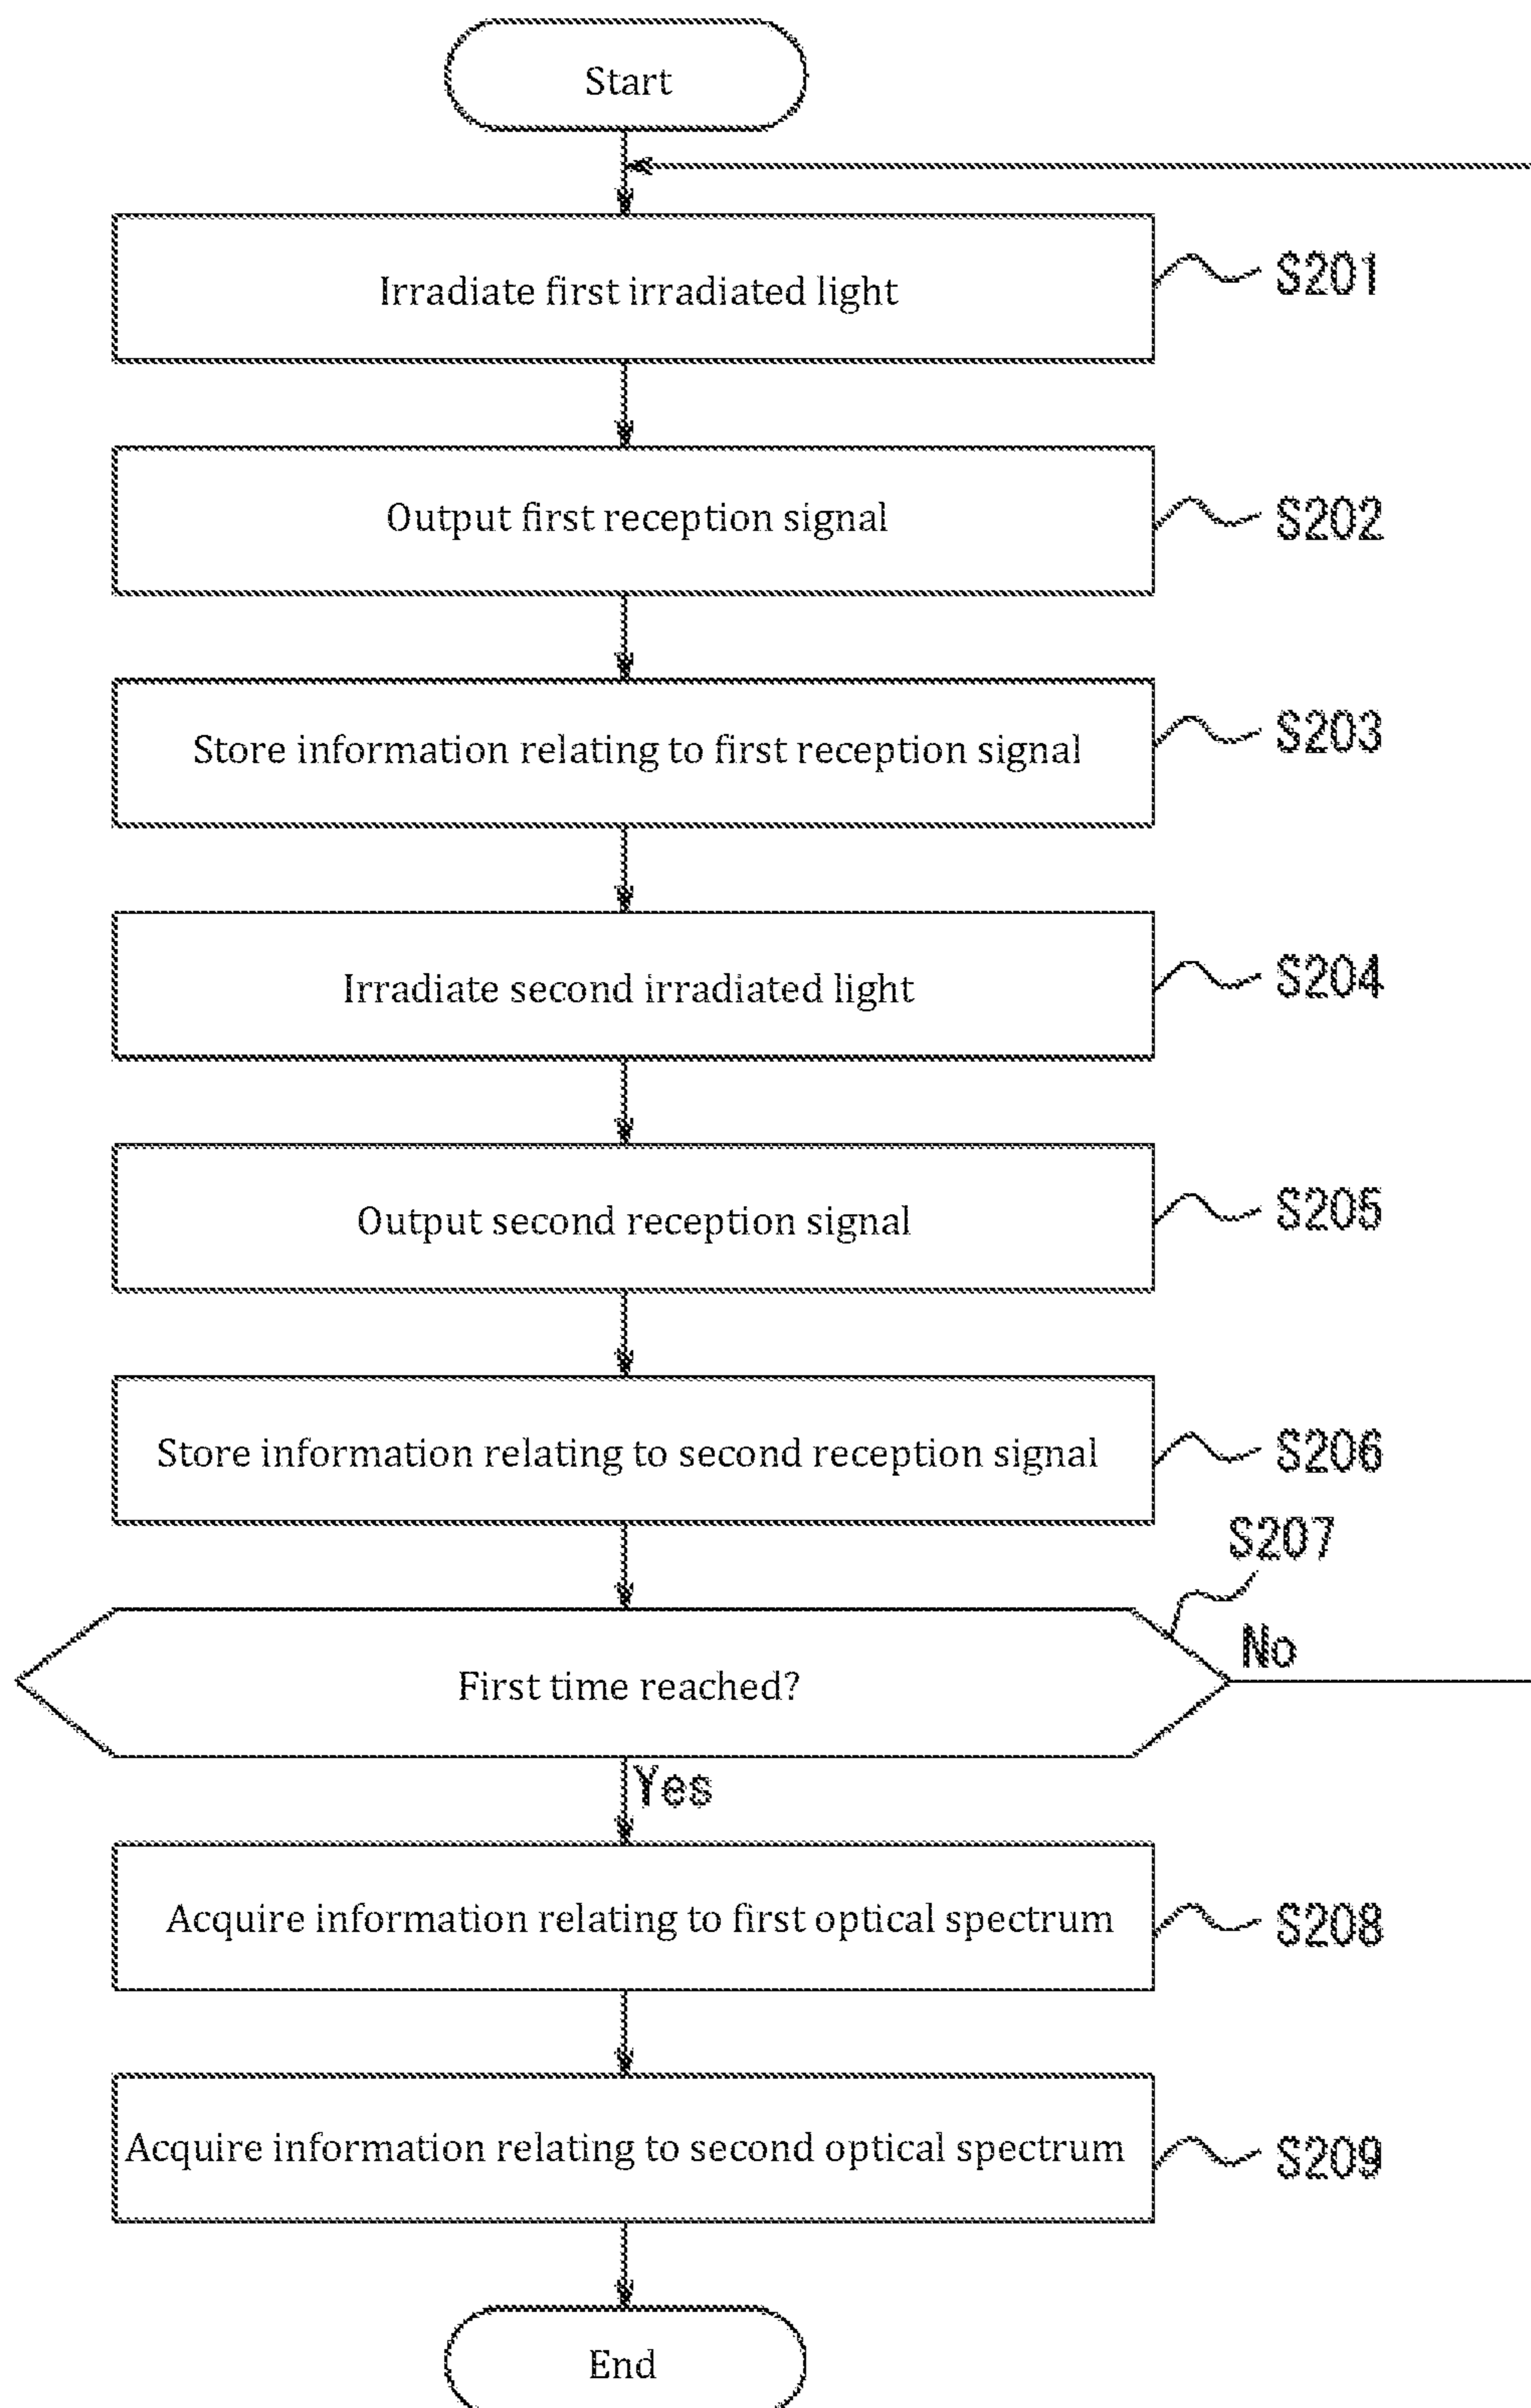 Start
Irradiate first irradiated light
S201
Output first reception signal
S202
Store information relating to first reception signal
S203
Irradiate second irradiated light
S204
Output second reception signal
S205
Store information relating to second reception signal
S206
S207
First time reached?
No
Yes
Acquire information relating to first optical spectrum
S208
Acquire information relating to second optical spectrum
S209
End